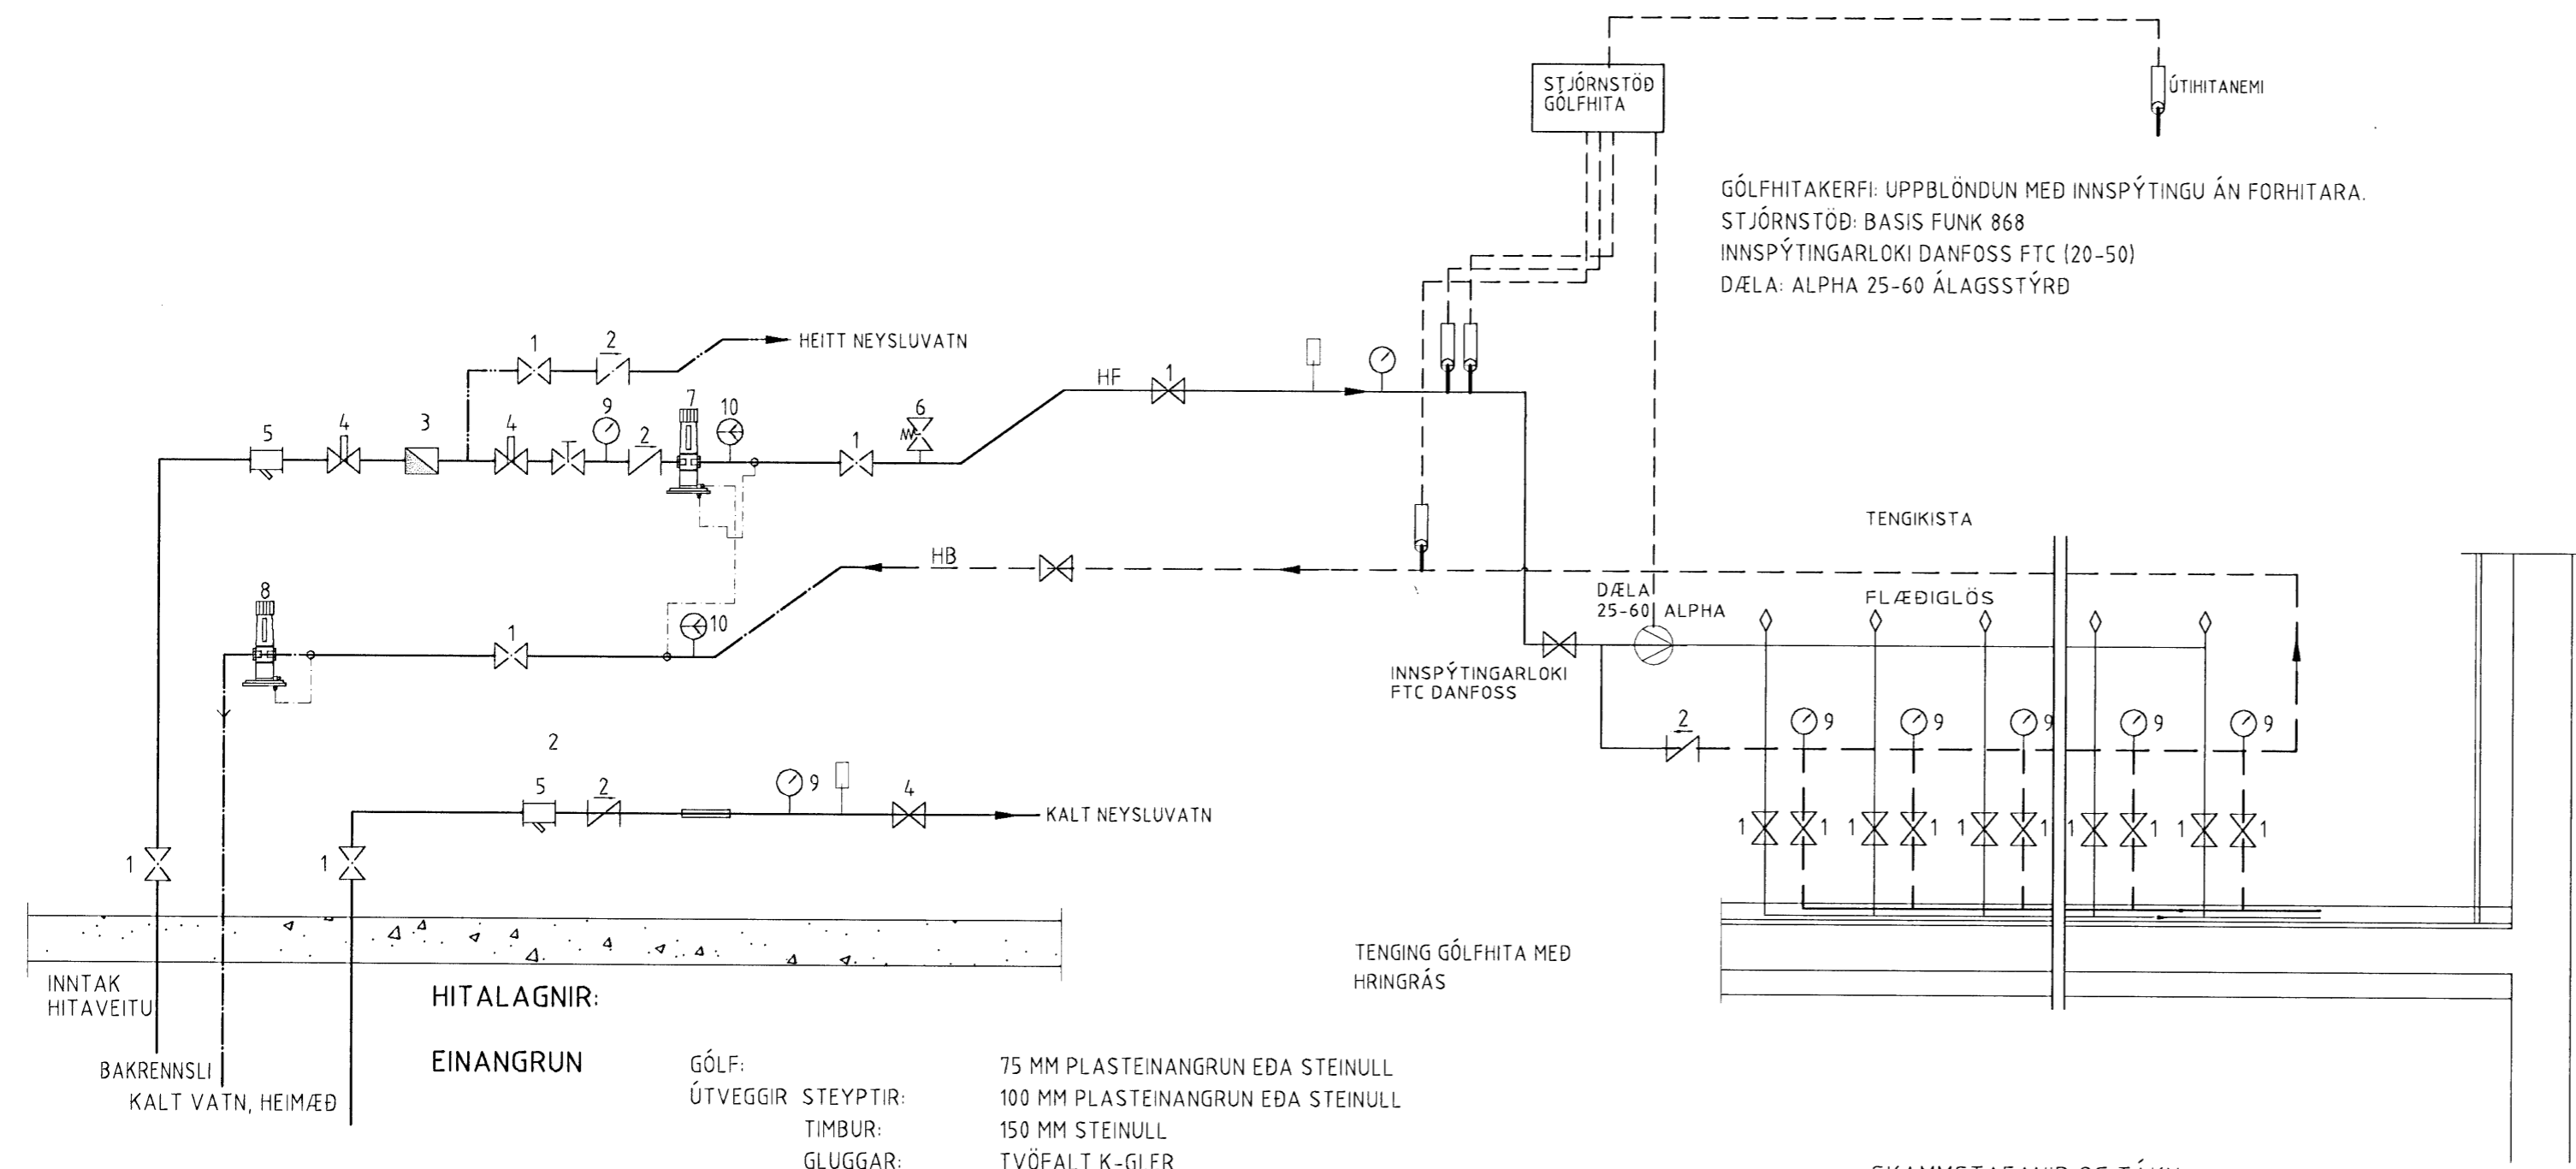 STJÓRNSTÖÐ
GÓLFHITA
ÚTIHITANEMI
GÓLFHITAKERFI: UPPBLÖNDUN MEÐ INNSPÝTINGU ÁN FORHITARA.
STJÓRNSTÖÐ: BASIS FUNK 868
INNSPÝTINGARLOKI DANFOSS FTC (20-50)
DÆLA: ALPHA 25-60 ÁLAGSSTÝRÐ
1 2 HEITT NEYSLUVATN
HF 1
5 4 3 4 9 2 7 10 1 6
TENGIKISTA
HB
DÆLA
25-60 ALPHA
FLÆÐIGLÖS
8 1 10
INNSPÝTINGARLOKI
FTC DANFOSS
2 9 9 9 9 9
2
5 2 9 4 KALT NEYSLUVATN
1 1 1 1 1 1 1 1 1 1
1 1
TENGING GÓLFHITA MEÐ
HRINGRÁS
INNTAK
HITAVEITU
HITALAGNIR:
BAKRENNSLI
KALT VATN, HEIMÆÐ
EINANGRUN GÓLF: 75 MM PLASTEINANGRUN EÐA STEINULL
ÚTVEGGIR STEYPTIR: 100 MM PLASTEINANGRUN EÐA STEINULL
TIMBUR: 150 MM STEINULL
GLUGGAR: TVÖFALT K-GLER